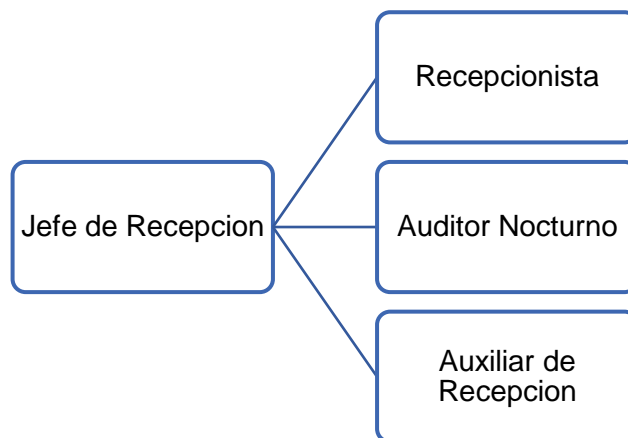 Jefe de Recepcion
Recepcionista
Auditor Nocturno
Auxiliar de
Recepcion